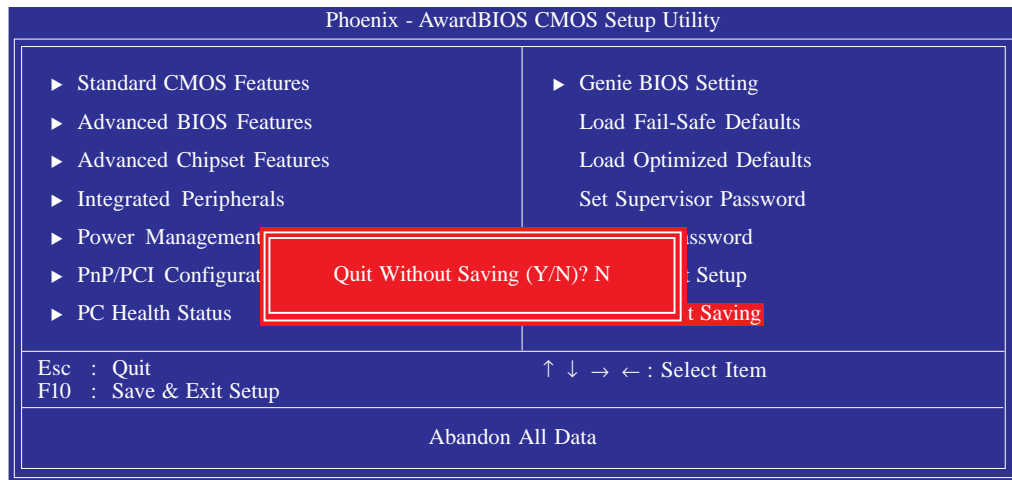 Phoenix - AwardBIOS CMOS Setup Utility
▶ Standard CMOS Features
▶ Advanced BIOS Features
▶ Advanced Chipset Features
▶ Integrated Peripherals
▶ Power Management
▶ PnP/PCI Configurat
▶ PC Health Status
▶ Genie BIOS Setting
Load Fail-Safe Defaults
Load Optimized Defaults
Set Supervisor Password
ssword
t Setup
t Saving
Quit Without Saving (Y/N)? N
Esc : Quit
F10 : Save & Exit Setup
↑ ↓ → ← : Select Item
Abandon All Data